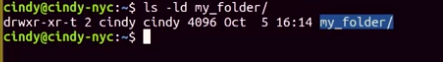 cindy@cindy-nyc:~$ ls -ld my_folder/
drwxr-xr-t 2 cindy cindy 4096 Oct  5 16:14 my_folder/
cindy@cindy-nyc:~$